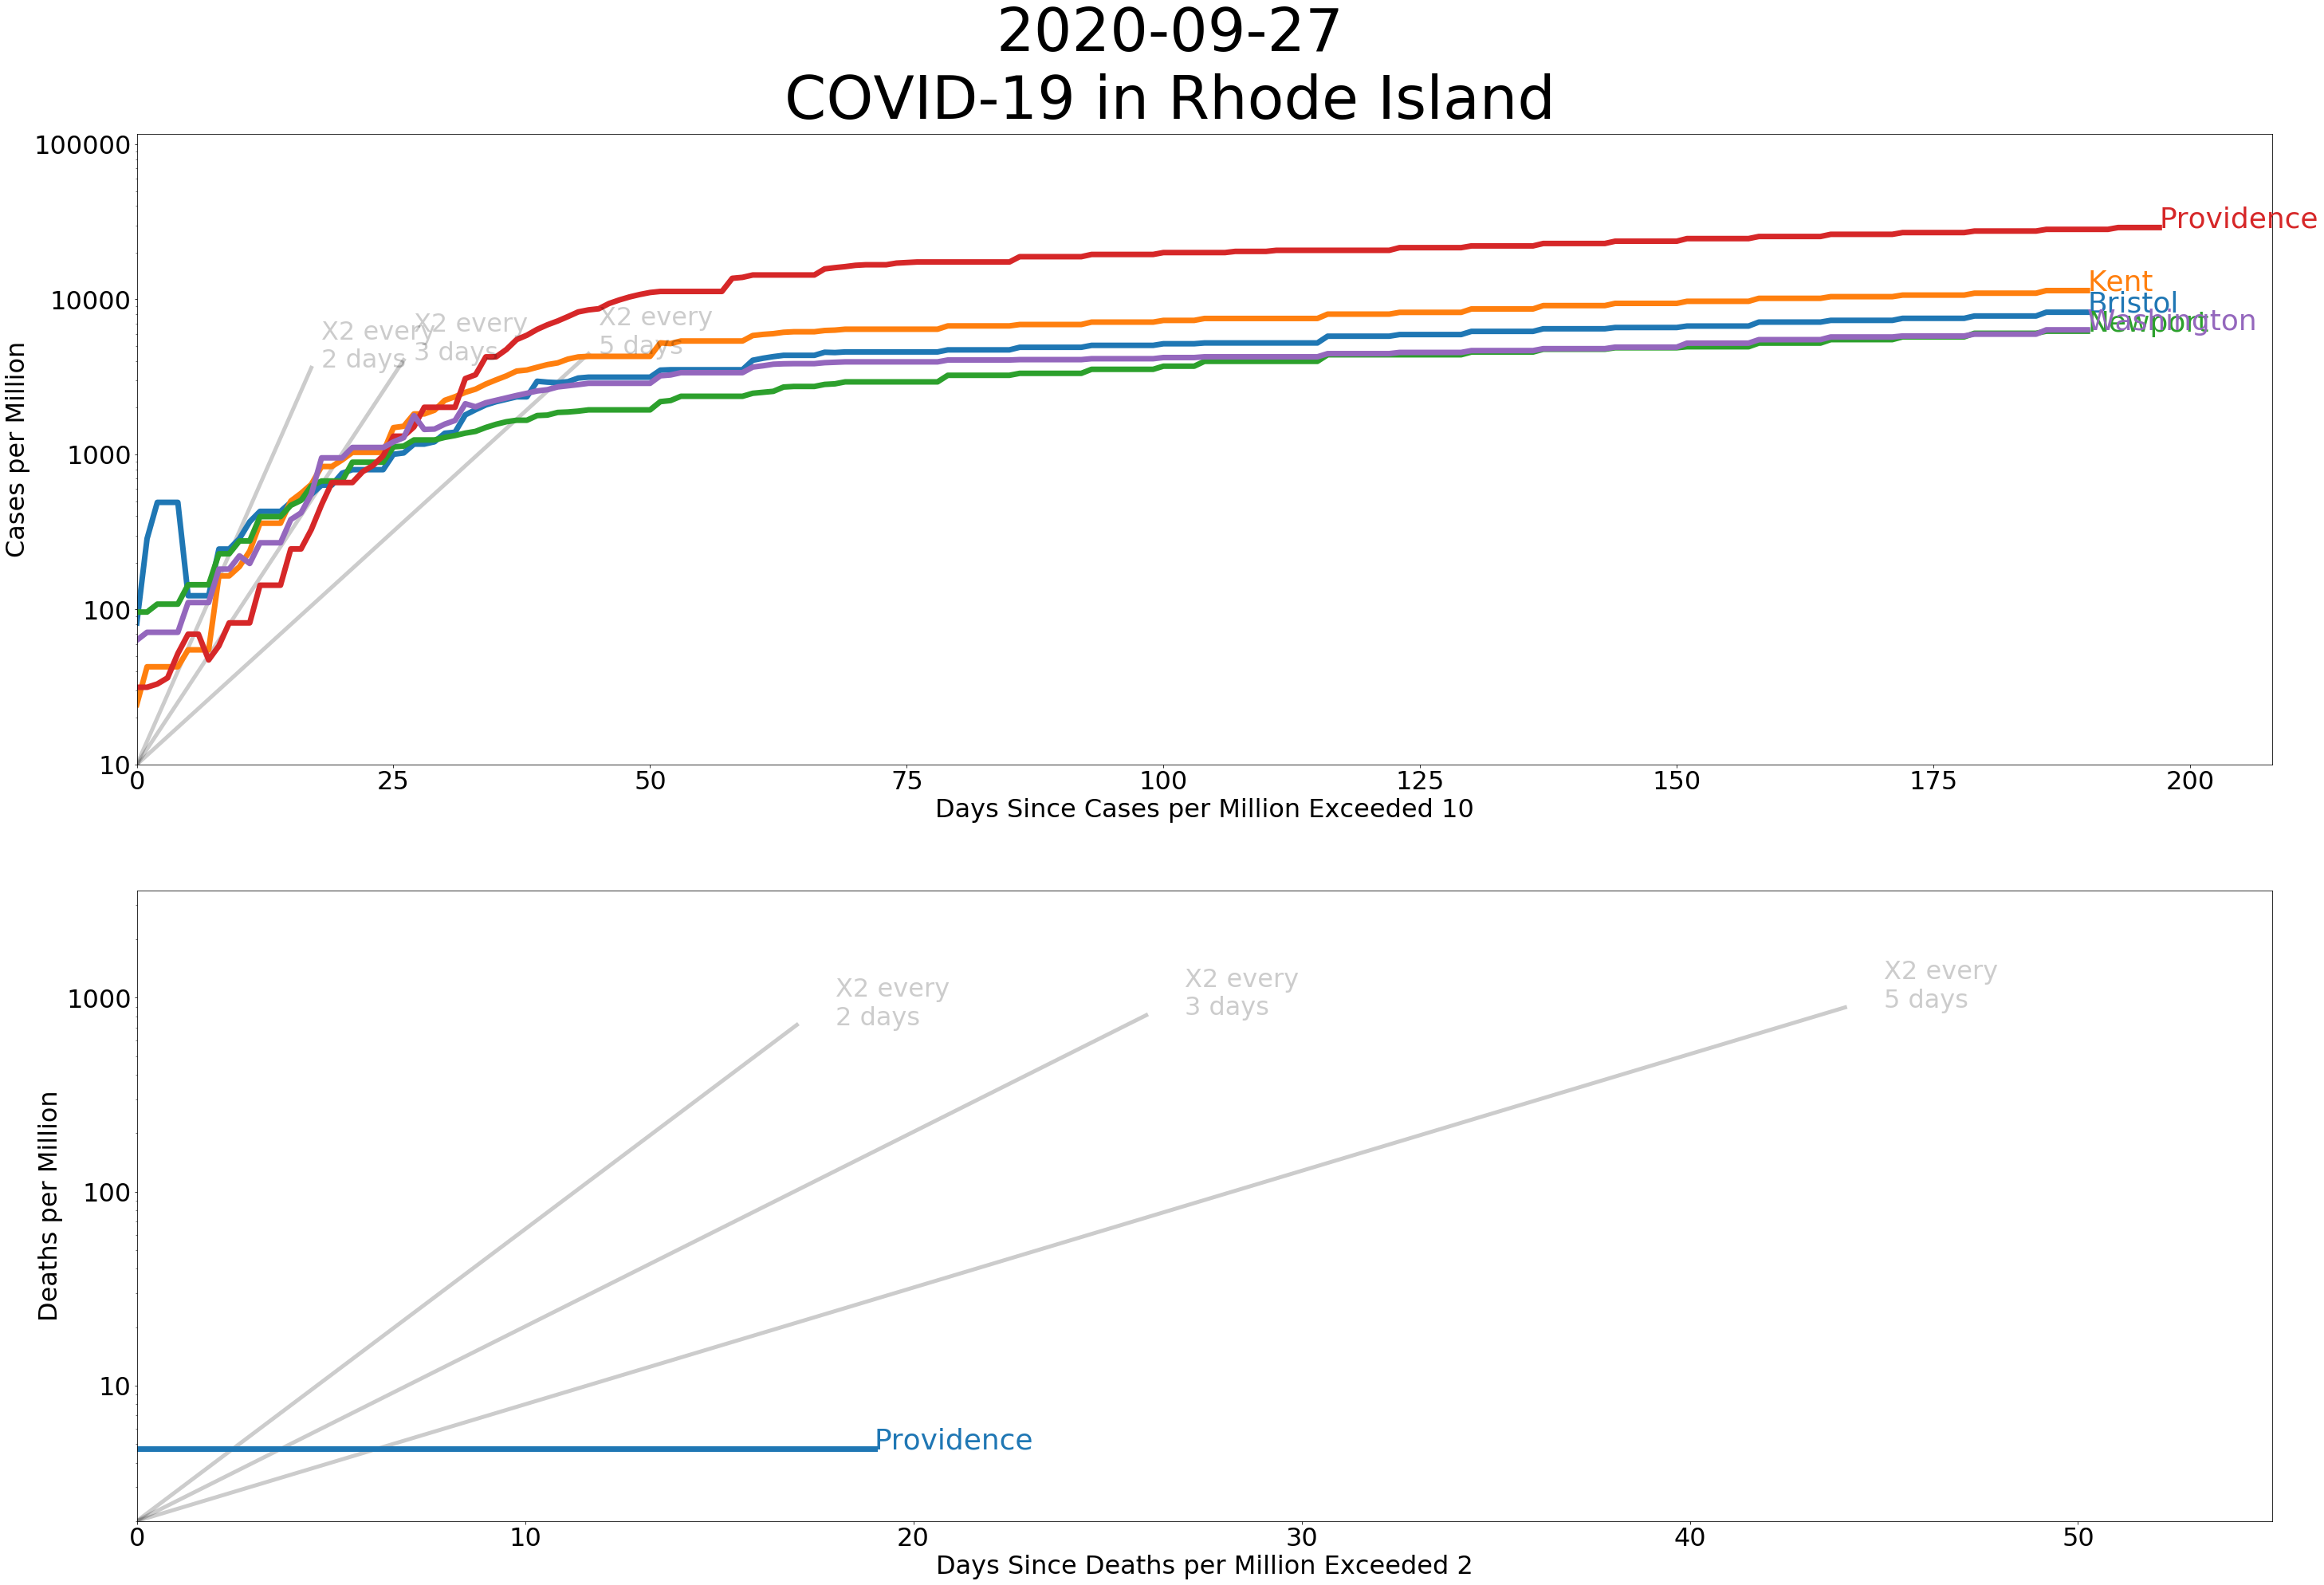 2020-09-27
COVID-19 in Rhode Island
100000
10000
1000
100
10
Cases per Million
X2 every
2 days
X2 every
3 days
X2 every
5 days
Providence
Kent
Bristol
Washington
Newport
0 25 50 75 100 125 150 175 200
Days Since Cases per Million Exceeded 10
1000
100
10
Deaths per Million
X2 every
2 days
X2 every
3 days
X2 every
5 days
Providence
0 10 20 30 40 50
Days Since Deaths per Million Exceeded 2